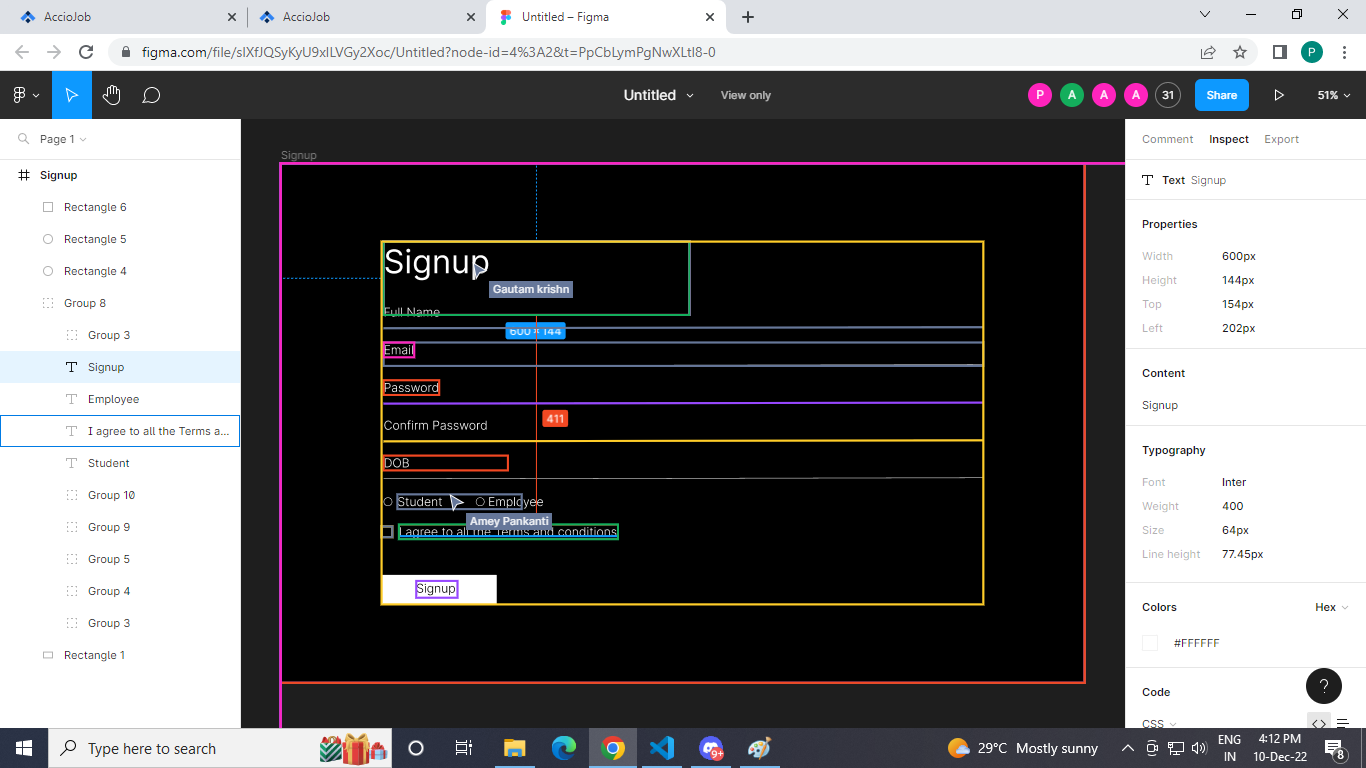 AccioJob
AccioJob
Untitled – Figma
figma.com/file/slXfJQSyKyU9xlLVGy2Xoc/Untitled?node-id=4%3A2&t=PpCbLymPgNwXLtl8-0
P
Untitled
View only
P A A A 31
Share
51%
Page 1
Signup
Rectangle 6
Rectangle 5
Rectangle 4
Group 8
Group 3
Signup
Employee
I agree to all the Terms a...
Student
Group 10
Group 9
Group 5
Group 4
Group 3
Rectangle 1
Signup
Signup
Gautam krishn
Full Name
600 × 144
Email
Password
411
Confirm Password
DOB
Student
Employee
Amey Pankanti
I agree to all the Terms and conditions
Signup
Comment Inspect Export
Text Signup
Properties
Width 600px
Height 144px
Top 154px
Left 202px
Content
Signup
Typography
Font Inter
Weight 400
Size 64px
Line height 77.45px
Colors Hex
#FFFFFF
Code
?
CSS
Type here to search
9+
29°C Mostly sunny
ENG
IN
4:12 PM
10-Dec-22
8